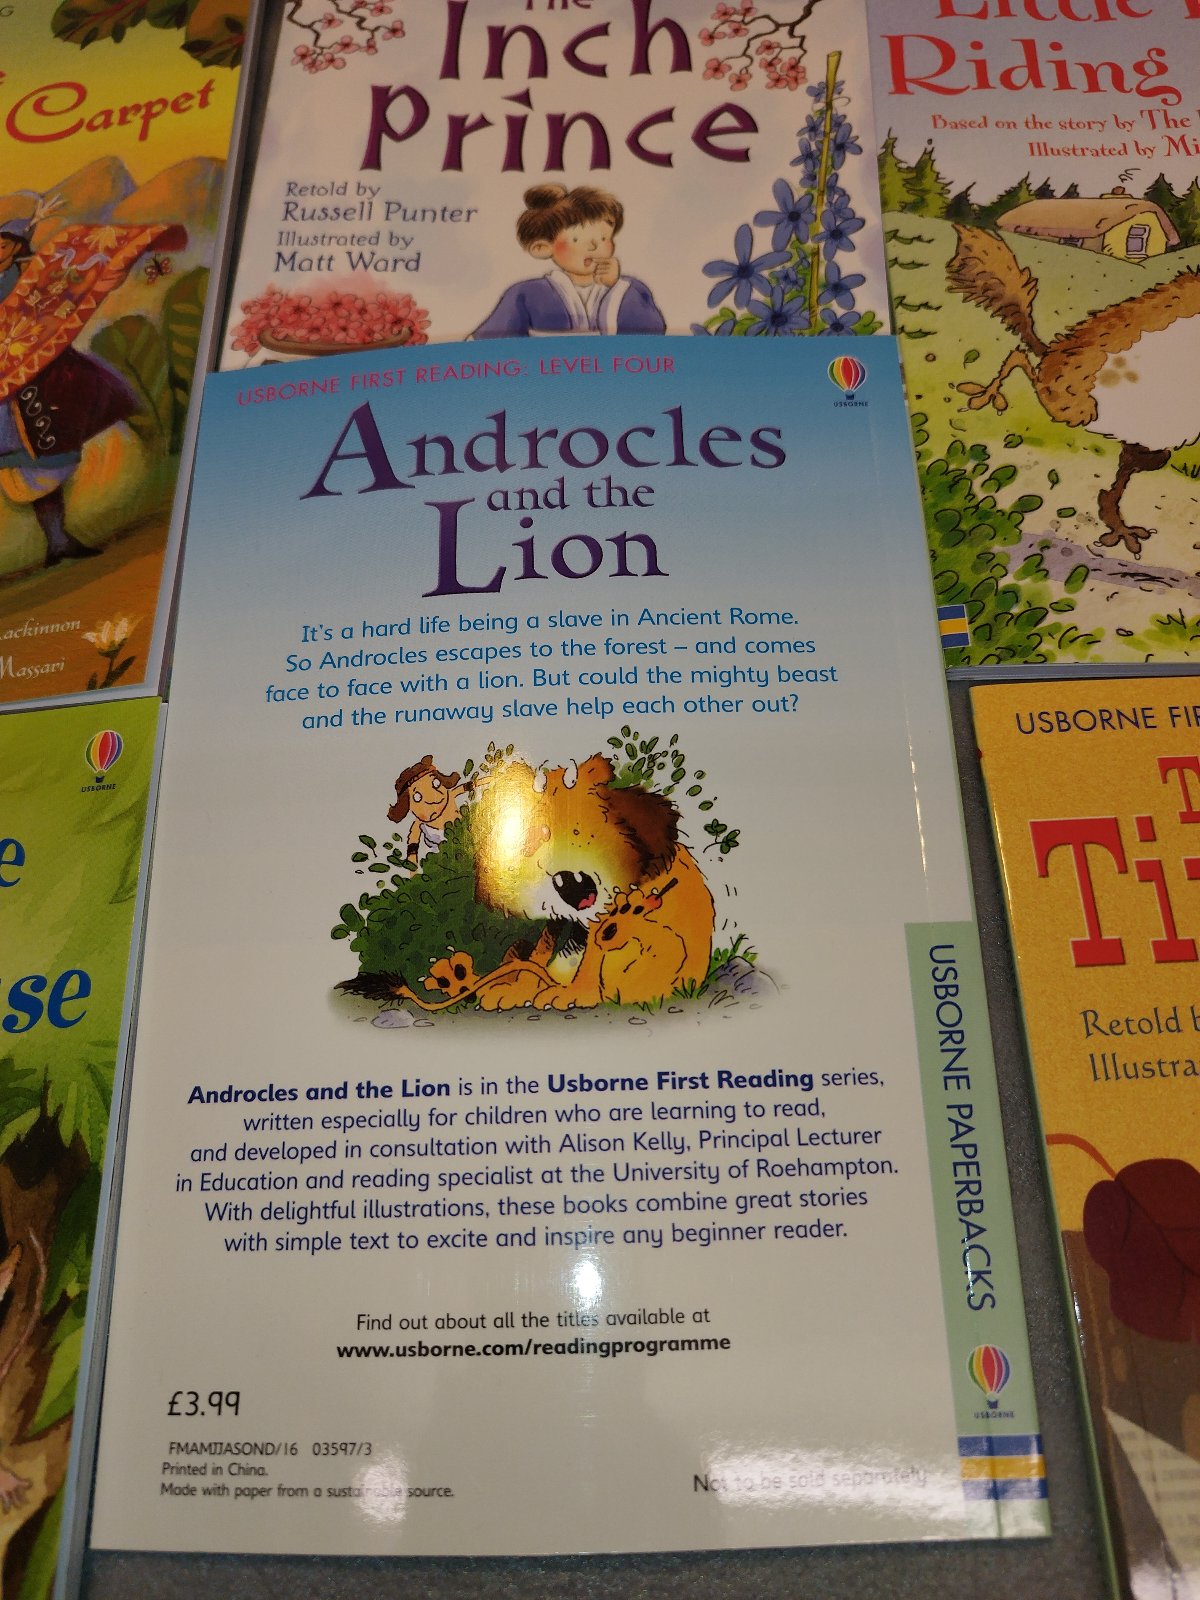 Carpet
Inch
Prince
Retold by
Russell Punter
Illustrated by
Matt Ward
Riding
Based on the story by The
Illustrated by
USBORNE FIRST READING: LEVEL FOUR
USBORNE
Androcles
and the
Lion
It's a hard life being a slave in Ancient Rome.
So Androcles escapes to the forest – and comes
face to face with a lion. But could the mighty beast
and the runaway slave help each other out?
Androcles and the Lion is in the Usborne First Reading series,
written especially for children who are learning to read,
and developed in consultation with Alison Kelly, Principal Lecturer
in Education and reading specialist at the University of Roehampton.
With delightful illustrations, these books combine great stories
with simple text to excite and inspire any beginner reader.
Find out about all the titles available at
www.usborne.com/readingprogramme
£3.99
FMAMJJASOND/16 03597/3
Printed in China.
Made with paper from a sustainable source.
Not to be sold separately
USBORNE PAPERBACKS
USBORNE
Massari
USBORNE
USBORNE
Retold